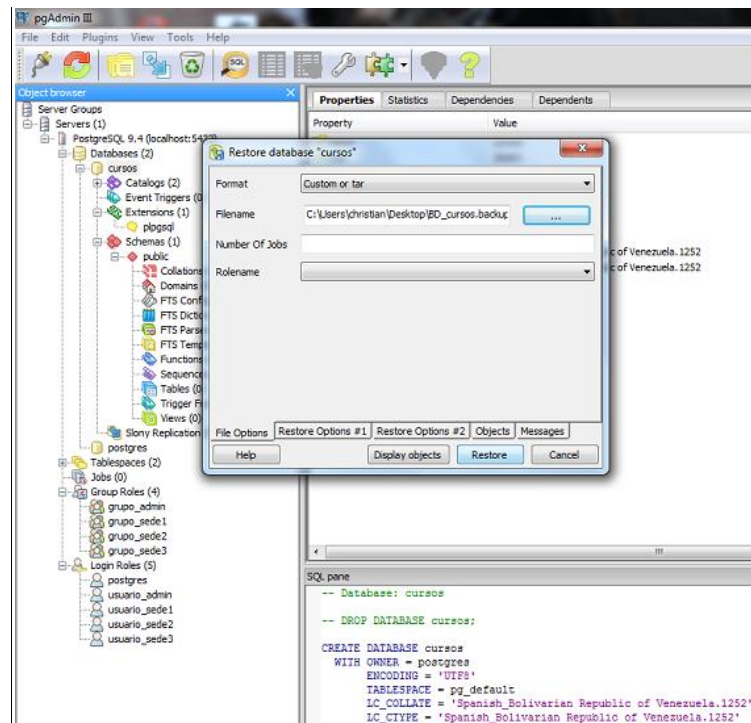 pgAdmin III
File Edit Plugins View Tools Help
SQL
Object browser
Server Groups
Servers (1)
PostgreSQL 9.4 (localhost:5432)
Databases (2)
cursos
Catalogs (2)
Event Triggers (0
Extensions (1)
plpgsql
Schemas (1)
public
Collations
Domains
FTS Conf
FTS Dictio
FTS Parse
FTS Temp
Functions
Sequence
Tables (0
Trigger F
Views (0)
Slony Replication
postgres
Tablespaces (2)
Jobs (0)
Group Roles (4)
grupo_admin
grupo_sede1
grupo_sede2
grupo_sede3
Login Roles (5)
postgres
usuario_admin
usuario_sede1
usuario_sede2
usuario_sede3
Properties Statistics Dependencies Dependents
Property Value
c of Venezuela.1252
c of Venezuela.1252
Restore database "cursos"
Format Custom or tar
Filename C:\Users\christian\Desktop\BD_cursos.backup ...
Number Of Jobs
Rolename
File Options Restore Options #1 Restore Options #2 Objects Messages
Help Display objects Restore Cancel
SQL pane
-- Database: cursos
-- DROP DATABASE cursos;
CREATE DATABASE cursos
WITH OWNER = postgres
ENCODING = 'UTF8'
TABLESPACE = pg_default
LC_COLLATE = 'Spanish_Bolivarian Republic of Venezuela.1252'
LC_CTYPE = 'Spanish_Bolivarian Republic of Venezuela.1252'